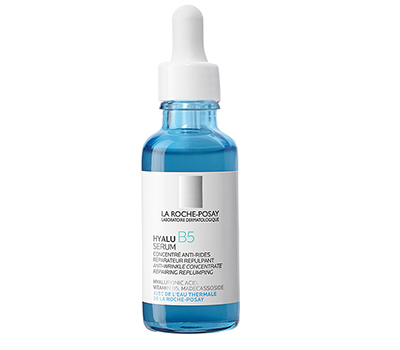 LA ROCHE-POSAY
LABORATOIRE DERMATOLOGIQUE
HYALU B5
SERUM
CONCENTRÉ ANTI-RIDES
RÉPARATEUR REPULPANT
ANTI-WRINKLE CONCENTRATE
REPAIRING REPLUMPING
HYALURONIC ACID,
VITAMIN B5, MADECASSOSIDE
AVEC DE L'EAU THERMALE
DE LA ROCHE-POSAY